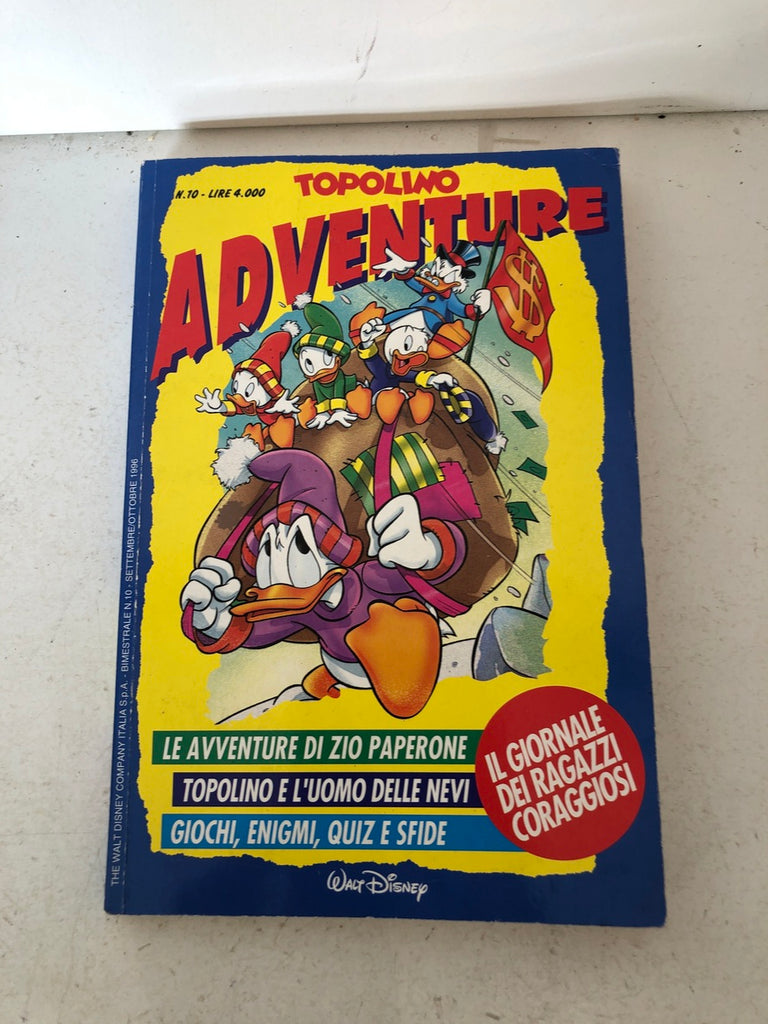 N.10 - LIRE 4.000
TOPOLINO
ADVENTURE
$
LE AVVENTURE DI ZIO PAPERONE
TOPOLINO E L'UOMO DELLE NEVI
GIOCHI, ENIGMI, QUIZ E SFIDE
IL GIORNALE
DEI RAGAZZI
CORAGGIOSI
WALT DISNEY
THE WALT DISNEY COMPANY ITALIA S.p.A. - BIMESTRALE N.10 - SETTEMBRE/OTTOBRE 1996